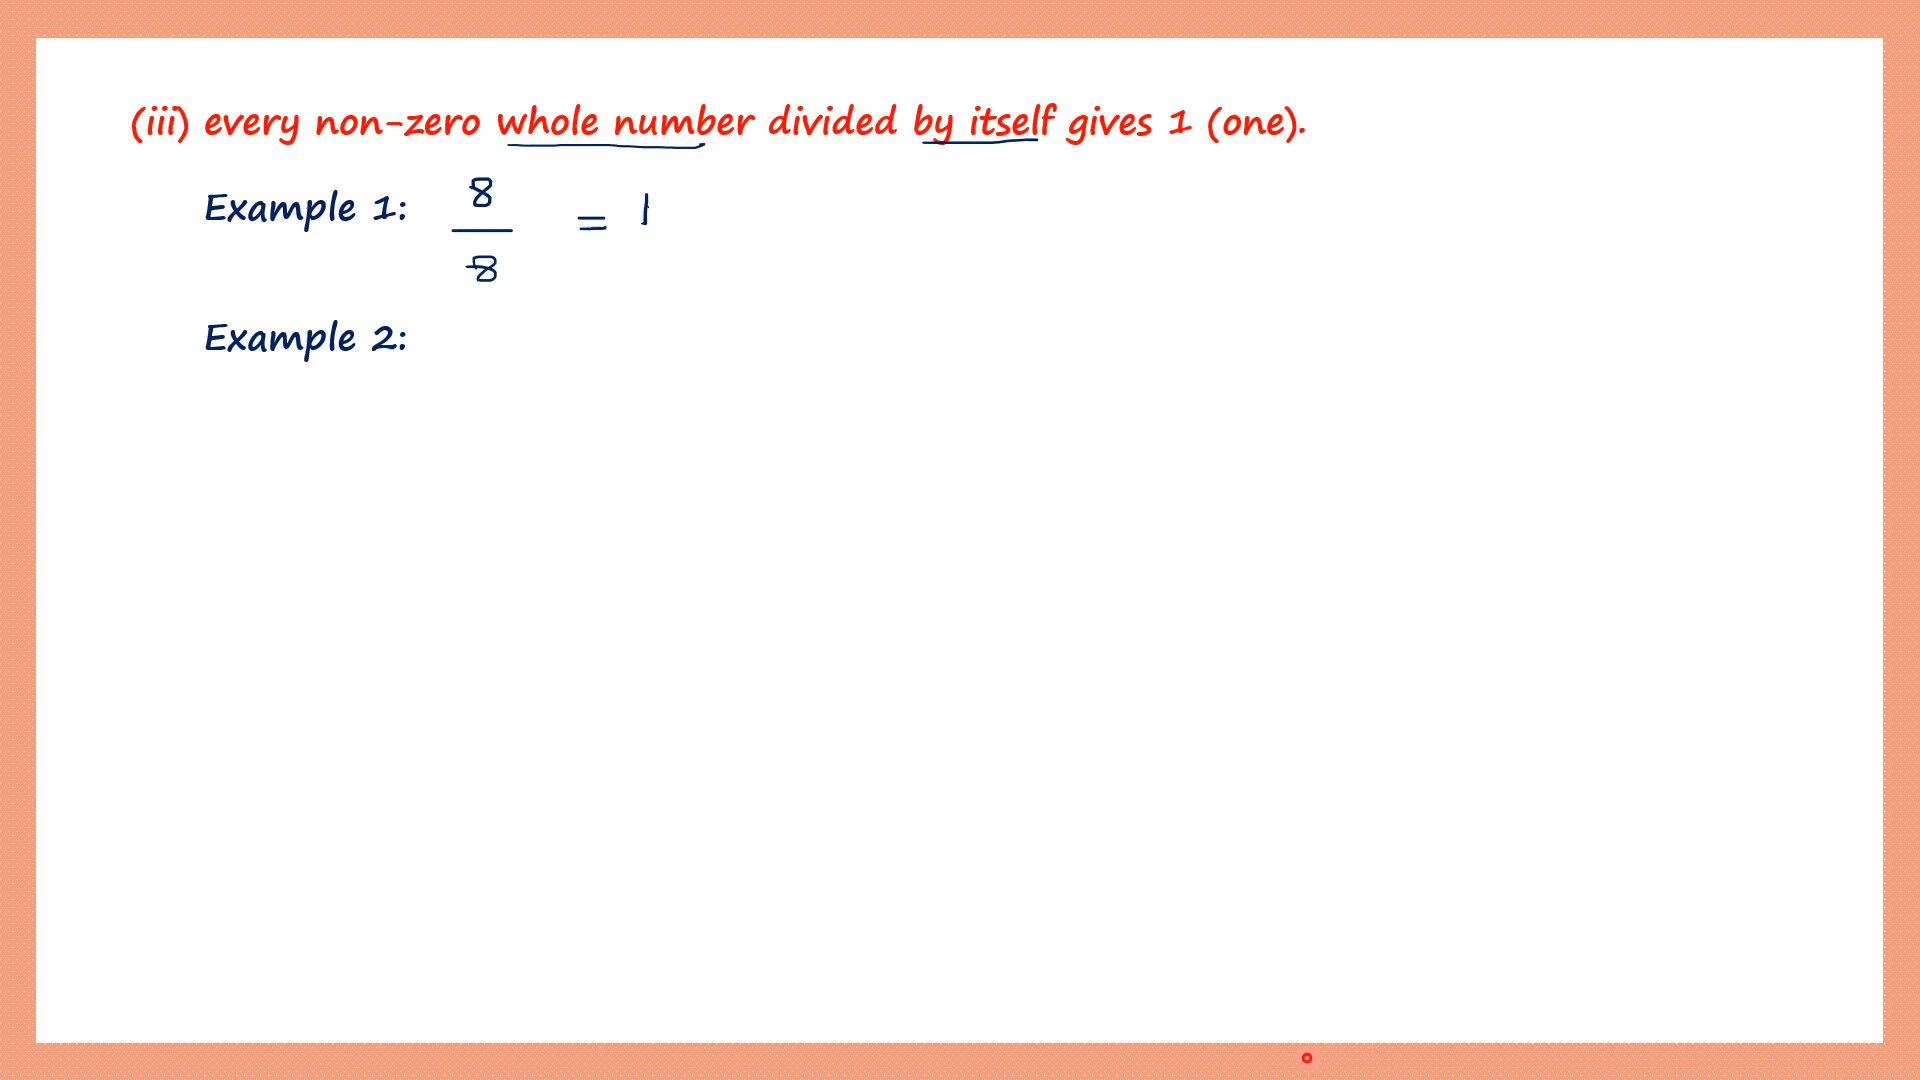 (iii) every non-zero whole number divided by itself gives 1 (one).
Example 1: 8
= 1
8
Example 2: